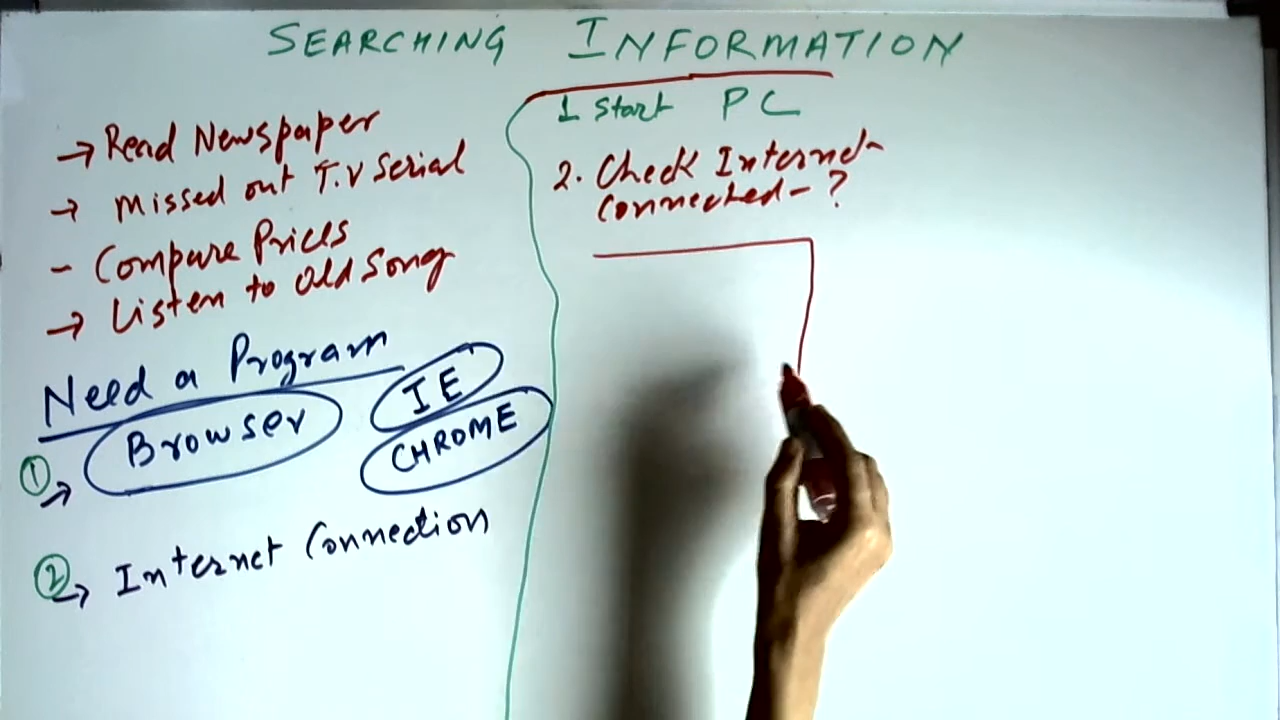 SEARCHING INFORMATION
→ Read Newspaper
→ Missed out T.V Serial
- Compare Prices
→ Listen to Old Song
Need a Program
① → Browser
IE
CHROME
② → Internet Connection
1 Start PC
2. Check Internet
Connected - ?